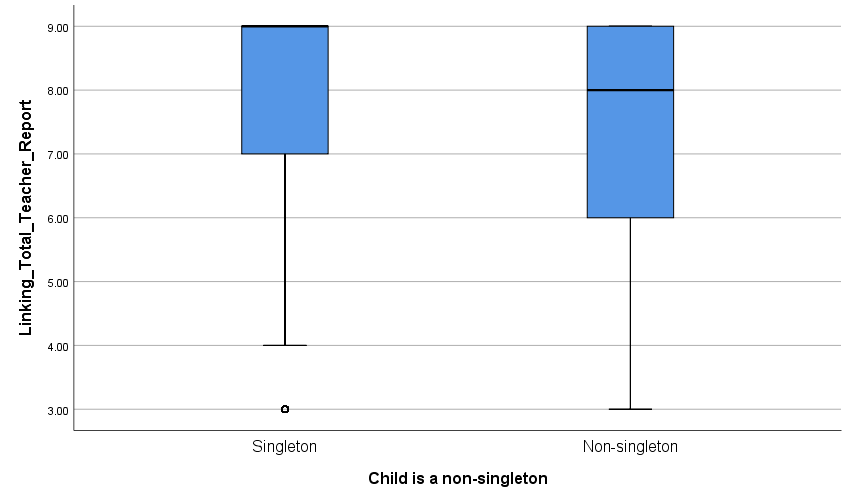 Linking_Total_Teacher_Report
9.00
8.00
7.00
6.00
5.00
4.00
3.00
Singleton Non-singleton
Child is a non-singleton